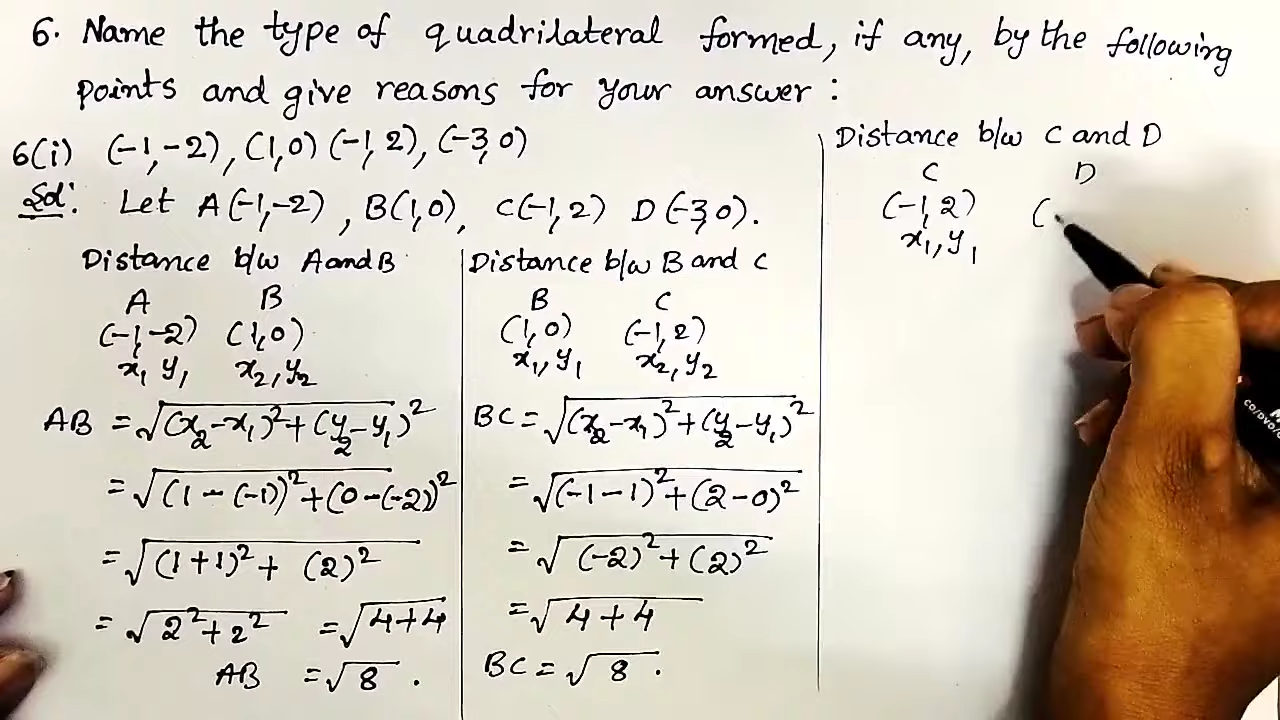 6. Name the type of quadrilateral formed, if any, by the following
points and give reasons for your answer :
6(i) (-1,-2), (1,0) (-1,2), (-3,0)
Sol: Let A(-1,-2), B(1,0), C(-1,2) D(-3,0).
Distance b/w A and B
A B
(-1,-2) (1,0)
x₁ y₁ x₂,y₂
AB = √(x₂-x₁)²+(y₂-y₁)²
= √(1-(-1))²+(0-(-2))²
= √(1+1)²+ (2)²
= √2²+2² = √4+4
AB = √8 .
Distance b/w B and C
B C
(1,0) (-1,2)
x₁,y₁ x₂,y₂
BC = √(x₂-x₁)²+(y₂-y₁)²
= √(-1-1)²+(2-0)²
= √(-2)²+(2)²
= √4+4
BC = √8 .
Distance b/w C and D
C D
(-1,2) (
x₁,y₁